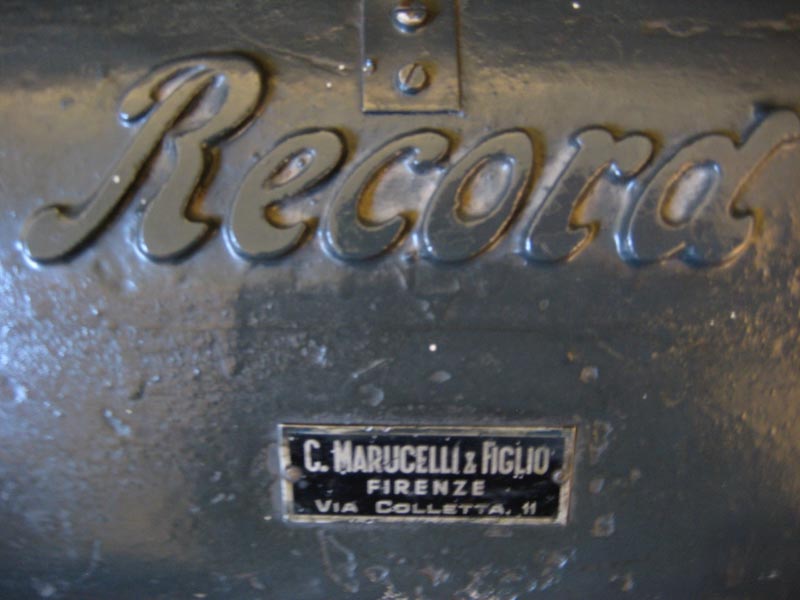 Record
C. MARUCELLI & FIGLIO
FIRENZE
VIA COLLETTA, 11